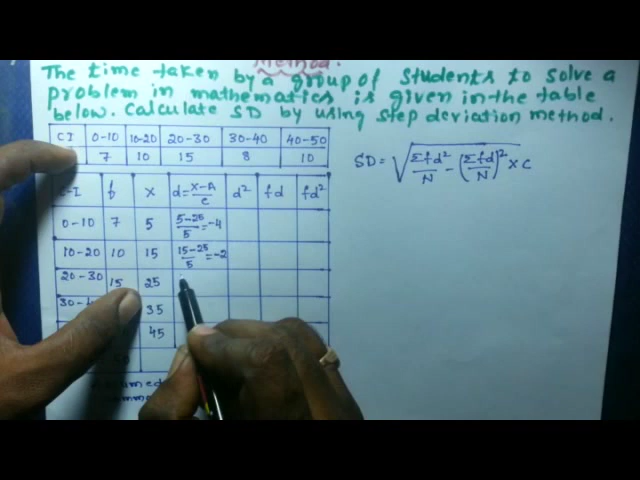 Method.
The time taken by a group of students to solve a
problem in mathematics is given in the table
below. Calculate SD by using step deviation method.
C.I 0-10 10-20 20-30 30-40 40-50
7 10 15 8 10
SD = √ Σfd²/N - (Σfd/N)² × C
f x d = x-A/c d² fd fd²
0-10 7 5 5-25/5 = -4
10-20 10 15 15-25/5 = -2
20-30 15 25
35
45